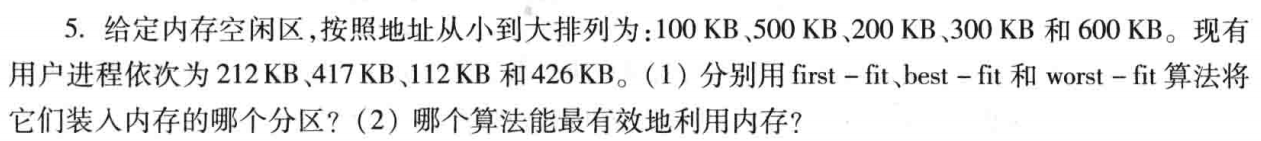 5. 给定内存空闲区,按照地址从小到大排列为:100 KB、500 KB、200 KB、300 KB 和 600 KB。现有
用户进程依次为 212 KB、417 KB、112 KB 和 426 KB。(1) 分别用 first - fit、best - fit 和 worst - fit 算法将
它们装入内存的哪个分区? (2) 哪个算法能最有效地利用内存?